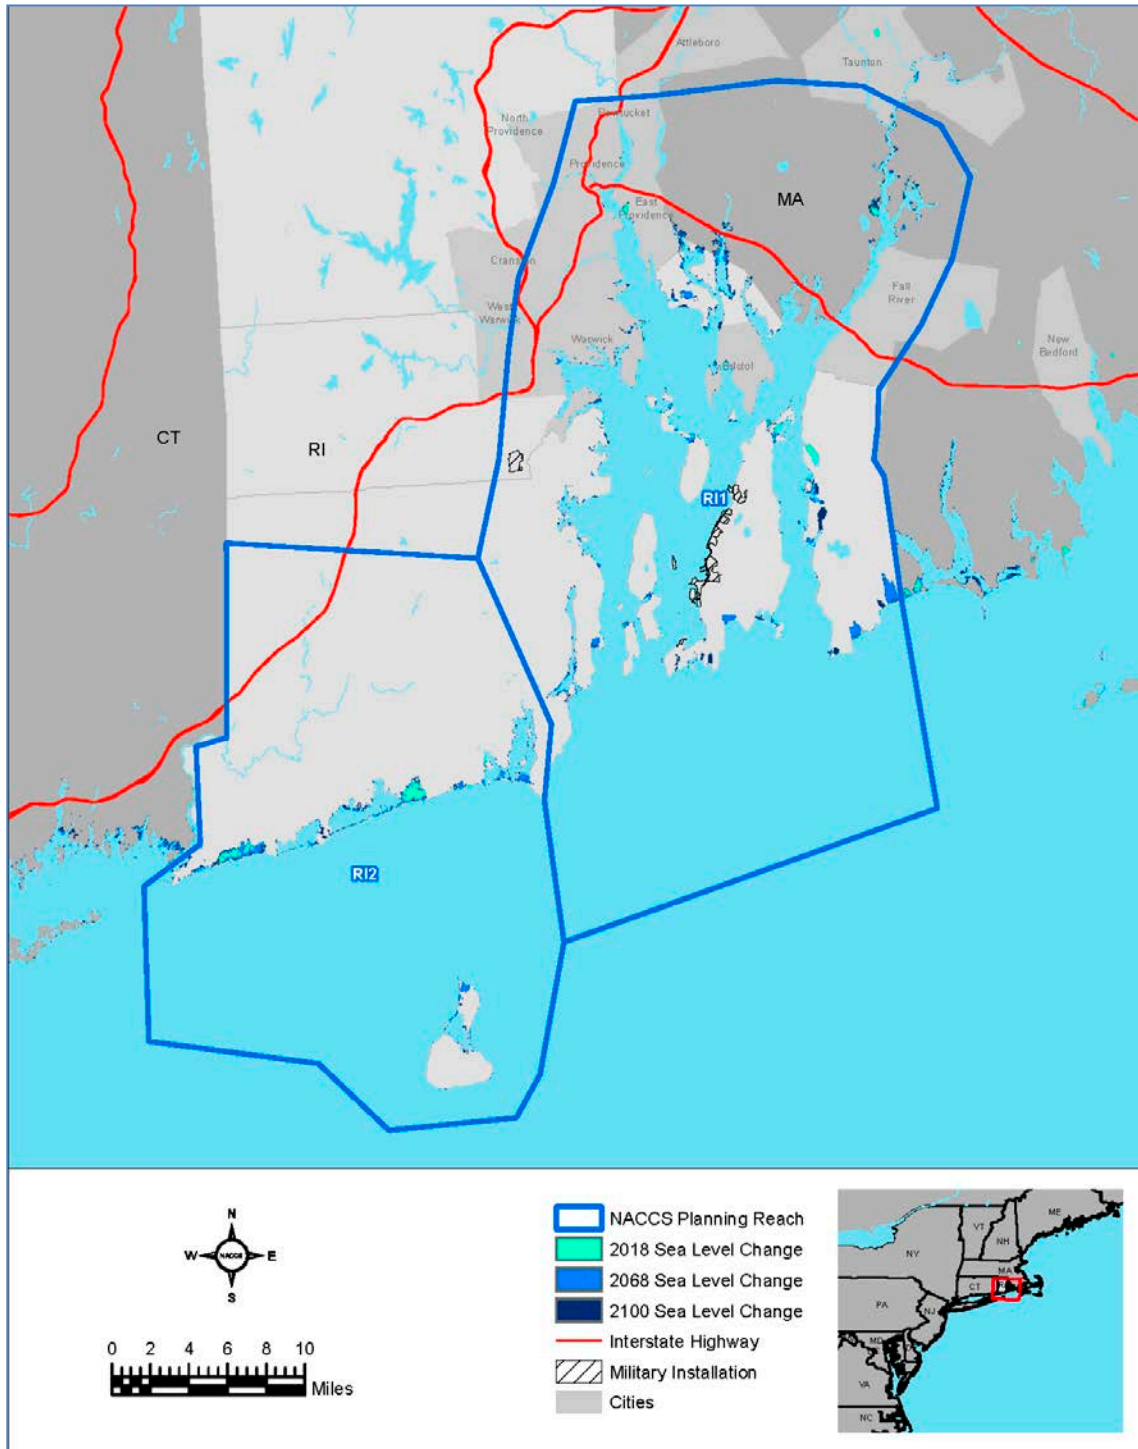 Attleboro
Taunton
North
Providence
Pawtucket
Providence
MA
East
Providence
Cranston
Fall
River
West
Warwick
Warwick
New
Bedford
Bristol
CT
RI
RI1
RI2
N
W
NACCS
E
S
0 2 4 6 8 10
Miles
NACCS Planning Reach
2018 Sea Level Change
2068 Sea Level Change
2100 Sea Level Change
Interstate Highway
Military Installation
Cities
ME
VT
NH
NY
MA
CT
PA
NJ
MD
VA
NC